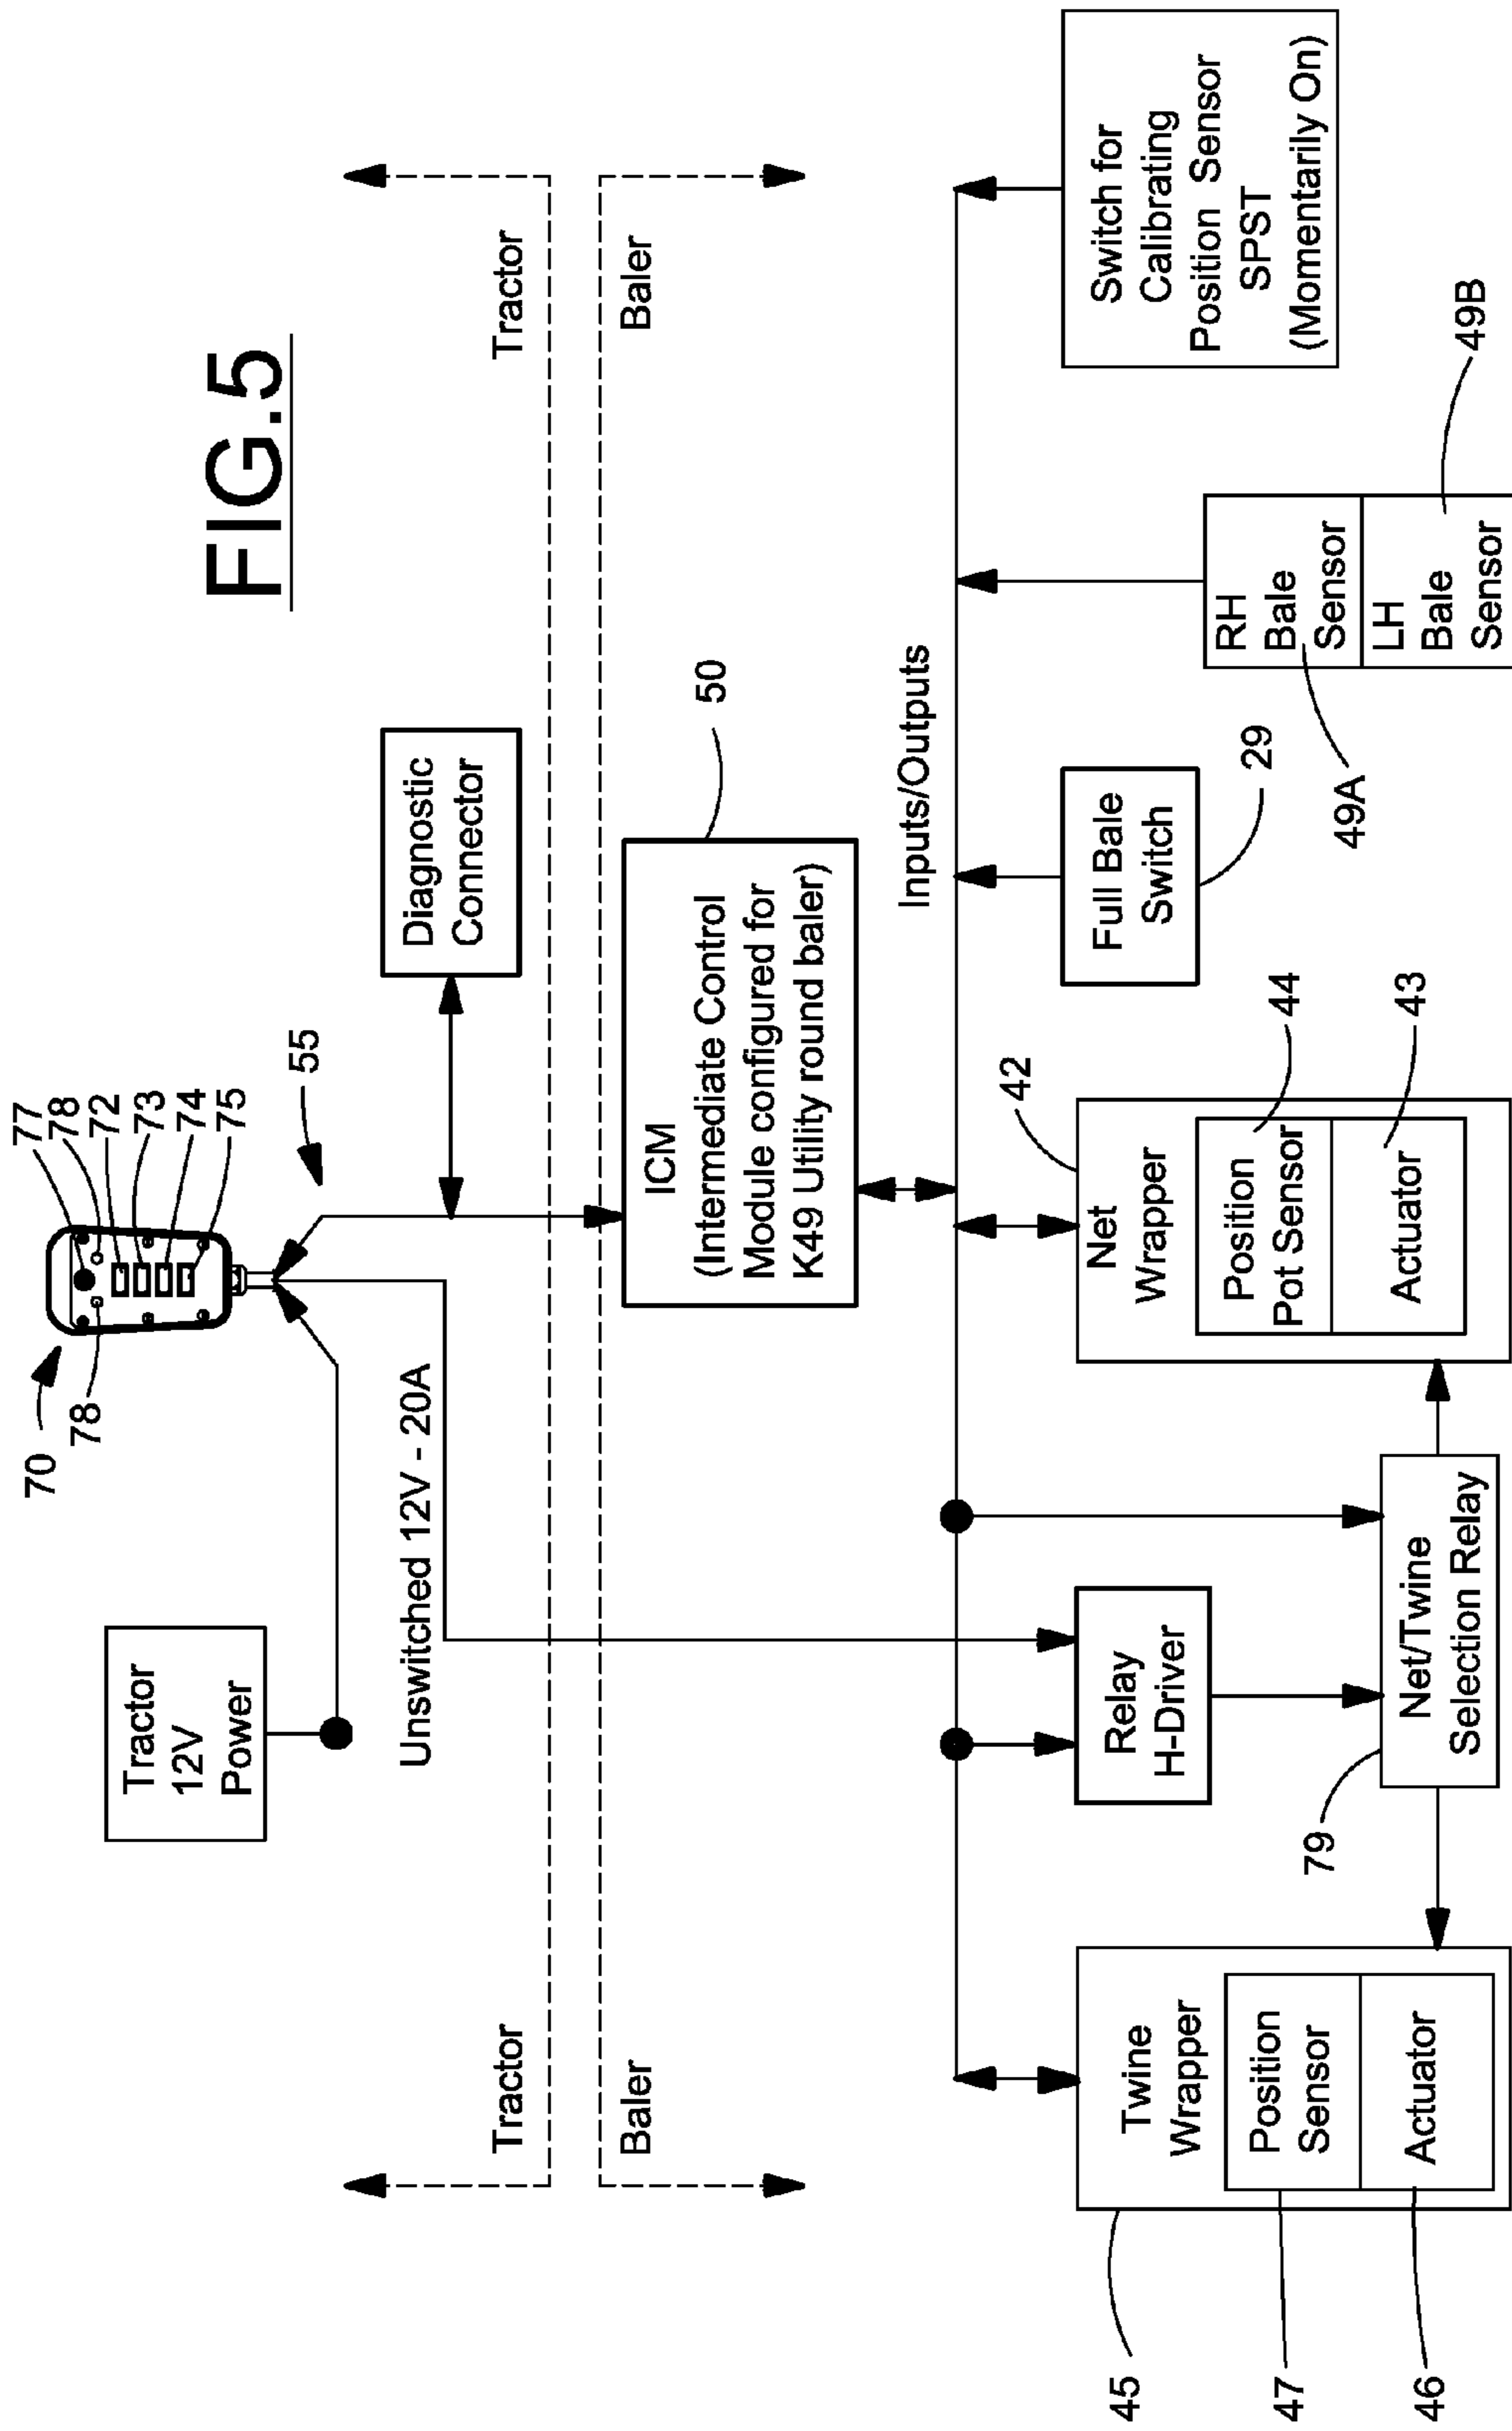 FIG.5
70
77
78
72
73
74
75
78
55
Tractor
12V
Power
Unswitched 12V - 20A
Diagnostic
Connector
Tractor
Tractor
Baler
Baler
ICM
(Intermediate Control
Module configured for
K49 Utility round baler)
50
Inputs/Outputs
Twine
Wrapper
Position
Sensor
Actuator
45
47
46
Relay
H-Driver
Net/Twine
Selection Relay
79
Net
Wrapper
Position
Pot Sensor
Actuator
42
44
43
Full Bale
Switch
29
RH
Bale
Sensor
LH
Bale
Sensor
49A
49B
Switch for
Calibrating
Position Sensor
SPST
(Momentarily On)